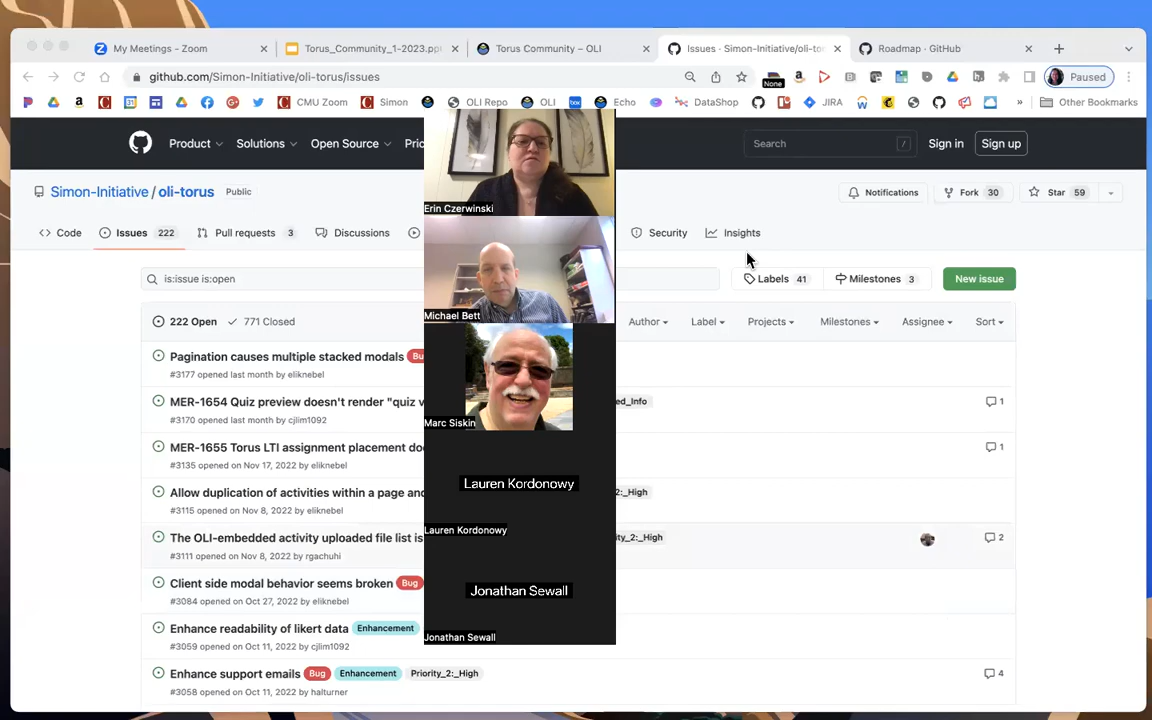 My Meetings - Zoom
Torus_Community_1-2023.pp
Torus Community – OLI
Issues · Simon-Initiative/oli-to
Roadmap · GitHub
github.com/Simon-Initiative/oli-torus/issues
None
Paused
CMU Zoom
Simon
OLI Repo
OLI
box
Echo
DataShop
JIRA
»
Other Bookmarks
Product
Solutions
Open Source
Pric
Search
/
Sign in
Sign up
Simon-Initiative / oli-torus
Public
Notifications
Fork 30
Star 59
Code
Issues 222
Pull requests 3
Discussions
Security
Insights
is:issue is:open
Labels 41
Milestones 3
New issue
222 Open
771 Closed
Author
Label
Projects
Milestones
Assignee
Sort
Pagination causes multiple stacked modals Bu
#3177 opened last month by eliknebel
MER-1654 Quiz preview doesn't render "quiz v
ed_Info
1
#3170 opened last month by cjlim1092
MER-1655 Torus LTI assignment placement do
1
#3135 opened on Nov 17, 2022 by eliknebel
Allow duplication of activities within a page and
2:_High
#3115 opened on Nov 8, 2022 by eliknebel
The OLI-embedded activity uploaded file list is
ity_2:_High
2
#3111 opened on Nov 8, 2022 by rgachuhi
Client side modal behavior seems broken Bug
#3084 opened on Oct 27, 2022 by eliknebel
Enhance readability of likert data Enhancement
#3059 opened on Oct 11, 2022 by cjlim1092
Enhance support emails Bug Enhancement Priority_2:_High
4
#3058 opened on Oct 11, 2022 by halturner
Erin Czerwinski
Michael Bett
Marc Siskin
Lauren Kordonowy
Lauren Kordonowy
Jonathan Sewall
Jonathan Sewall